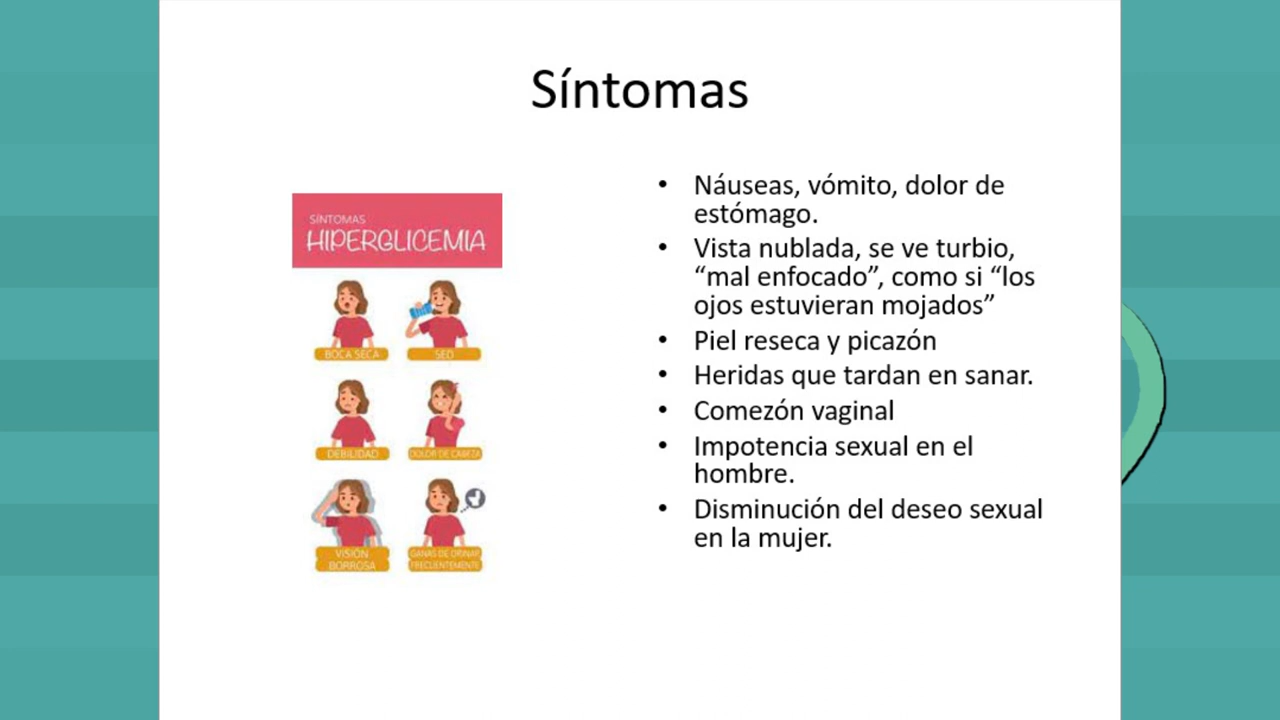 Síntomas
SÍNTOMAS
HIPERGLICEMIA
BOCA SECA
SED
DEBILIDAD
DOLOR DE CABEZA
VISIÓN
BORROSA
GANAS DE ORINAR
FRECUENTEMENTE
• Náuseas, vómito, dolor de
estómago.
• Vista nublada, se ve turbio,
“mal enfocado”, como si “los
ojos estuvieran mojados”
• Piel reseca y picazón
• Heridas que tardan en sanar.
• Comezón vaginal
• Impotencia sexual en el
hombre.
• Disminución del deseo sexual
en la mujer.